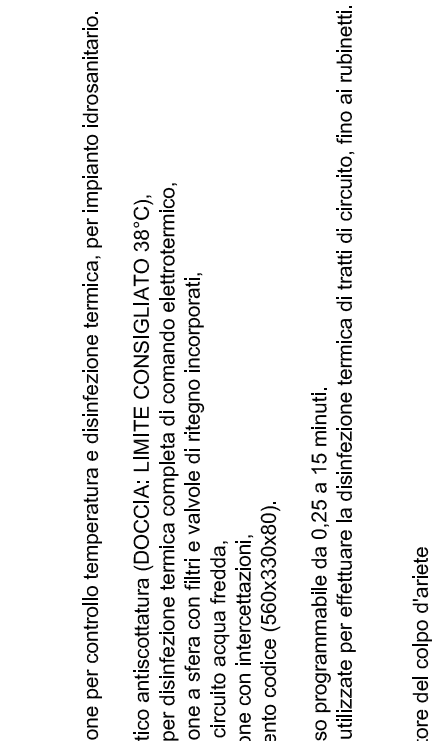 one per controllo temperatura e disinfezione termica, per impianto idrosanitario.
tico antiscottatura (DOCCIA: LIMITE CONSIGLIATO 38°C),
per disinfezione termica completa di comando elettrotermico,
one a sfera con filtri e valvole di ritegno incorporati,
circuito acqua fredda,
one con intercettazioni,
ento codice (560x330x80).
so programmabile da 0,25 a 15 minuti.
utilizzate per effettuare la disinfezione termica di tratti di circuito, fino ai rubinetti.
tore del colpo d'ariete